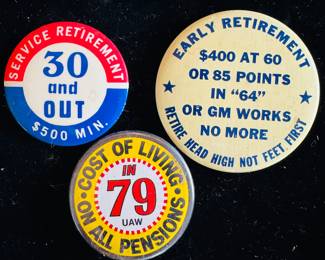 SERVICE RETIREMENT
30
and
OUT
$500 MIN.
EARLY RETIREMENT
$400 AT 60
OR 85 POINTS
IN "64"
OR GM WORKS
NO MORE
RETIRE HEAD HIGH NOT FEET FIRST
COST OF LIVING
IN
79
UAW
ON ALL PENSIONS